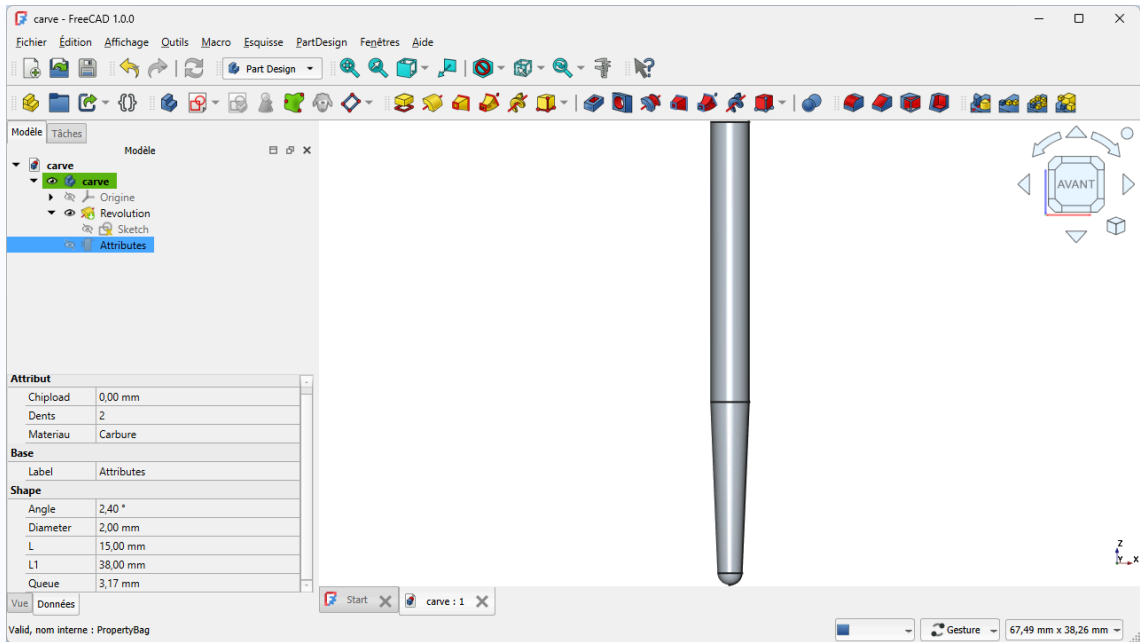 carve - FreeCAD 1.0.0
Fichier Édition Affichage Outils Macro Esquisse PartDesign Fenêtres Aide
Part Design
Modèle Tâches
Modèle
carve
carve
Origine
Revolution
Sketch
Attributes
AVANT
Attribut
Chipload 0,00 mm
Dents 2
Materiau Carbure
Base
Label Attributes
Shape
Angle 2,40 °
Diameter 2,00 mm
L 15,00 mm
L1 38,00 mm
Queue 3,17 mm
Z
Y X
Vue Données
Start carve : 1
Valid, nom interne : PropertyBag
Gesture 67,49 mm x 38,26 mm